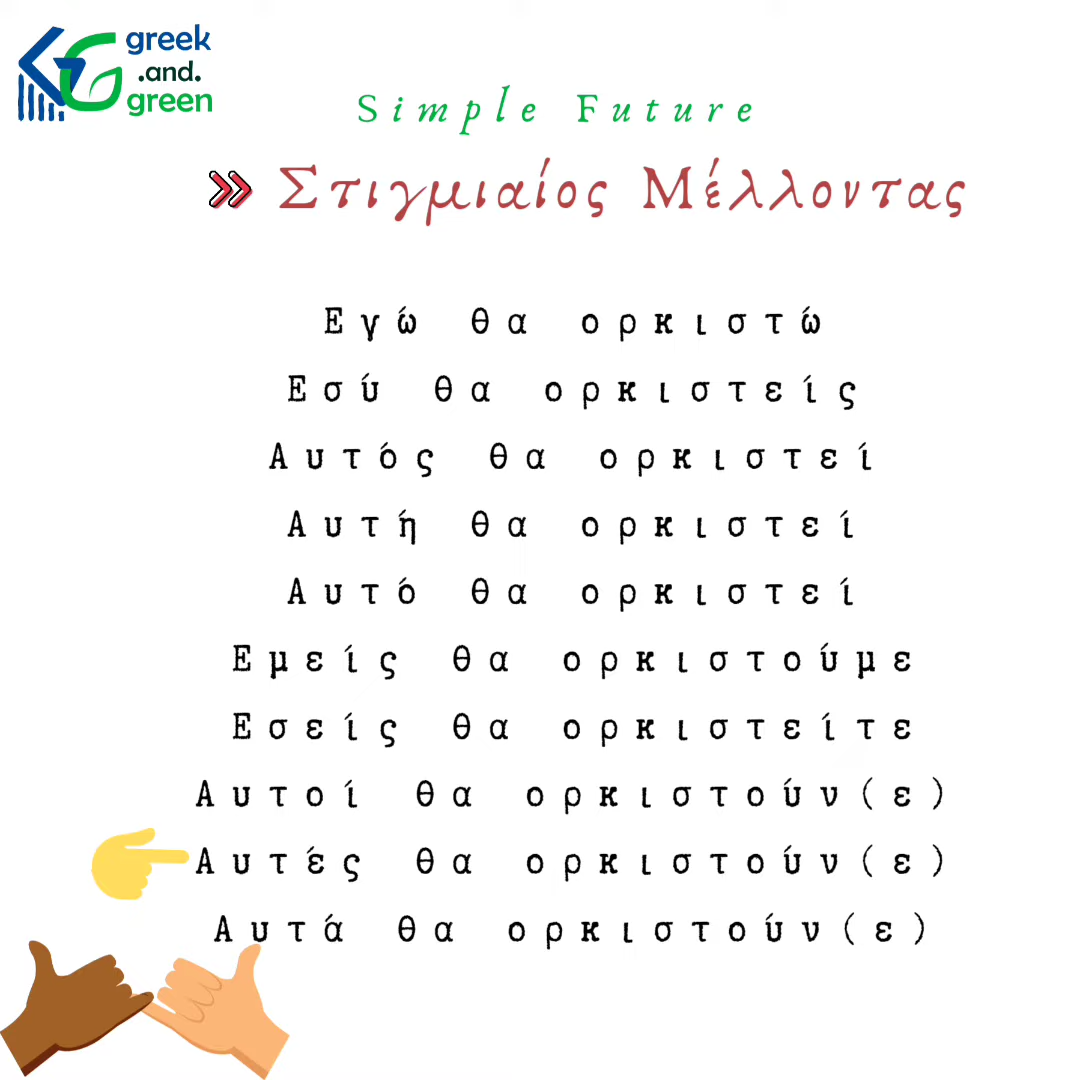 greek
.and.
green
Simple Future
Στιγμιαίος Μέλλοντας
Εγώ θα ορκιστώ
Εσύ θα ορκιστείς
Αυτός θα ορκιστεί
Αυτή θα ορκιστεί
Αυτό θα ορκιστεί
Εμείς θα ορκιστούμε
Εσείς θα ορκιστείτε
Αυτοί θα ορκιστούν(ε)
Αυτές θα ορκιστούν(ε)
Αυτά θα ορκιστούν(ε)